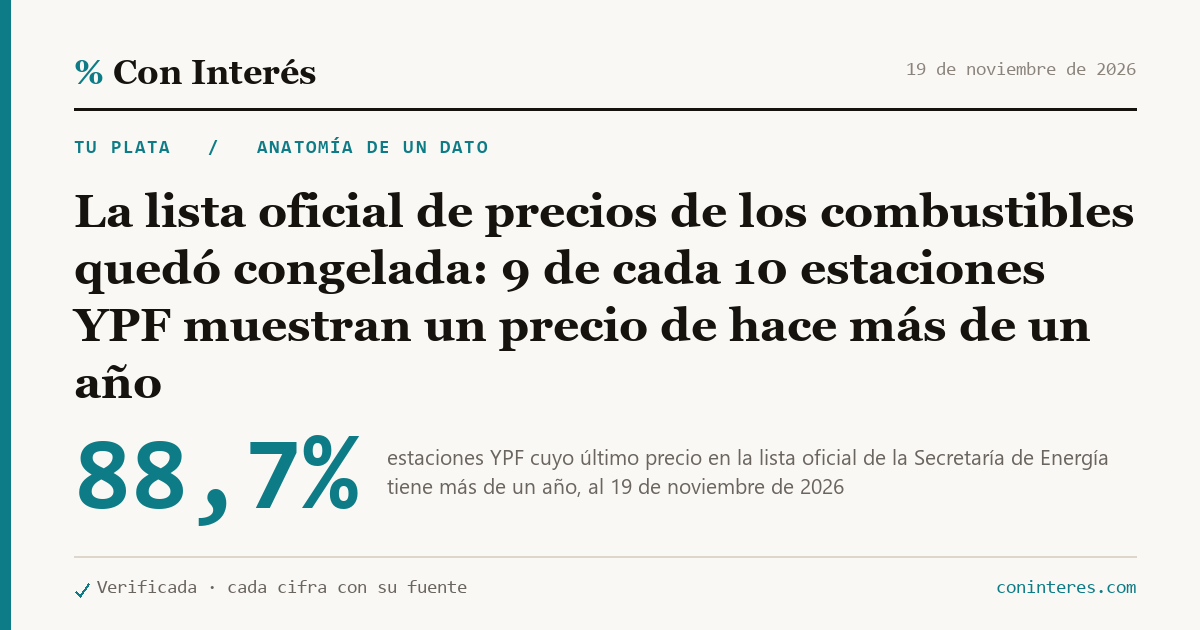 % Con Interés
19 de noviembre de 2026
TU PLATA / ANATOMÍA DE UN DATO
La lista oficial de precios de los combustibles
quedó congelada: 9 de cada 10 estaciones
YPF muestran un precio de hace más de un
año
88,7%
estaciones YPF cuyo último precio en la lista oficial de la Secretaría de Energía
tiene más de un año, al 19 de noviembre de 2026
✓ Verificada · cada cifra con su fuente
coninteres.com